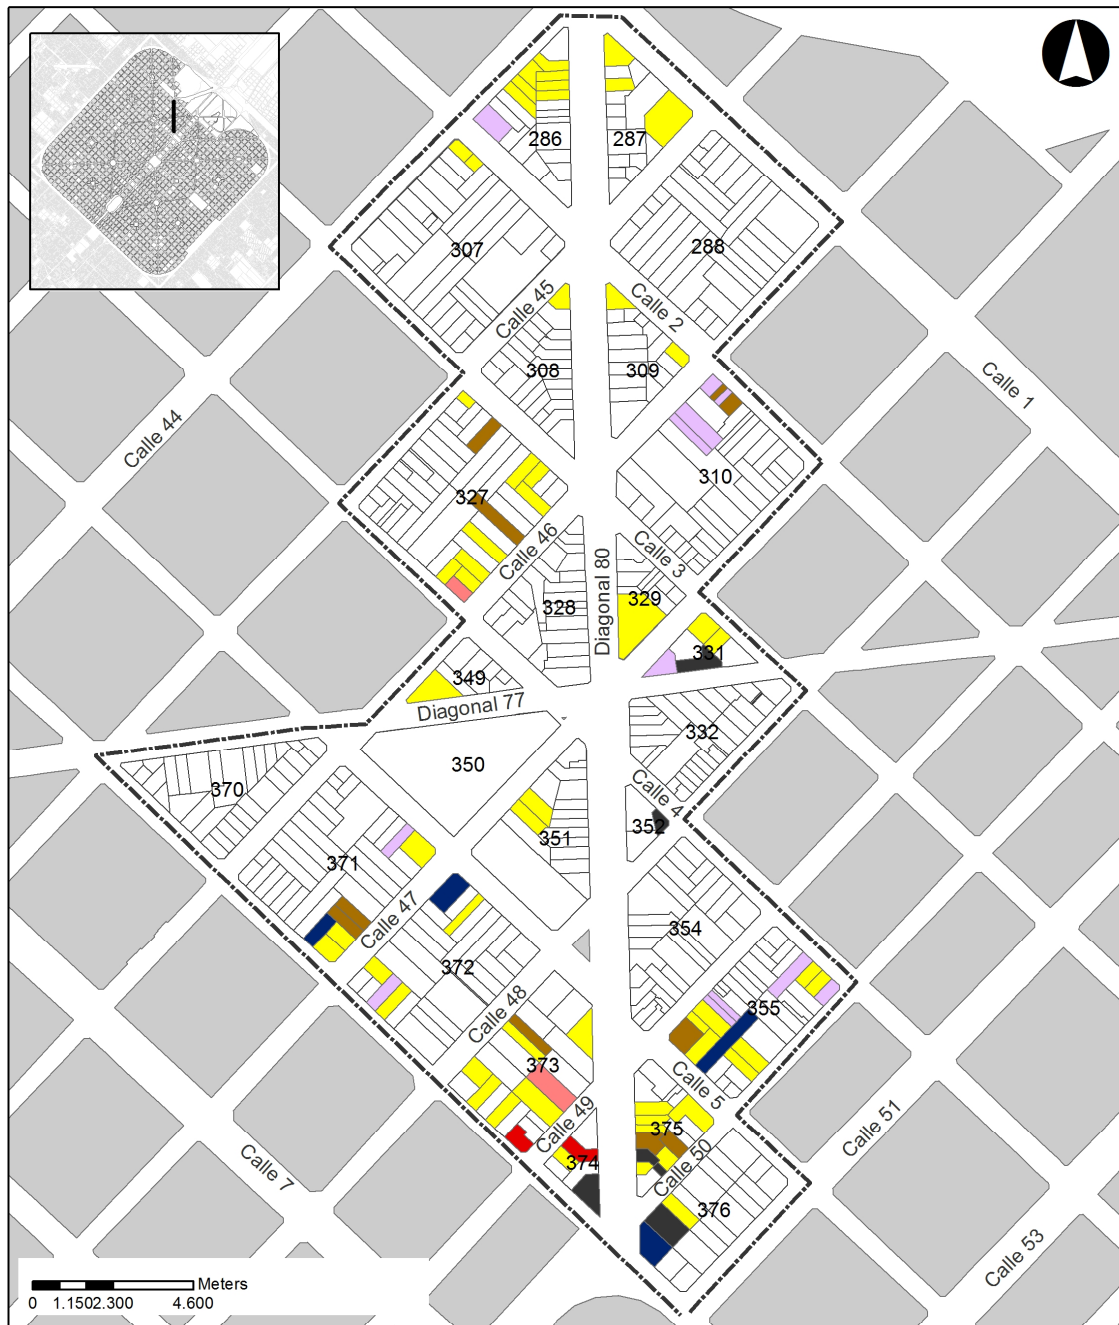 286
287
307
288
Calle 45
Calle 2
308
309
Calle 1
Calle 44
310
327
Calle 46
Calle 3
Diagonal 80
328
329
331
349
Diagonal 77
332
350
370
Calle 4
351
352
371
Calle 47
354
372
355
Calle 48
373
Calle 5
Calle 49
375
Calle 51
374
Calle 50
Calle 7
376
Calle 53
Meters
0 1.150 2.300 4.600